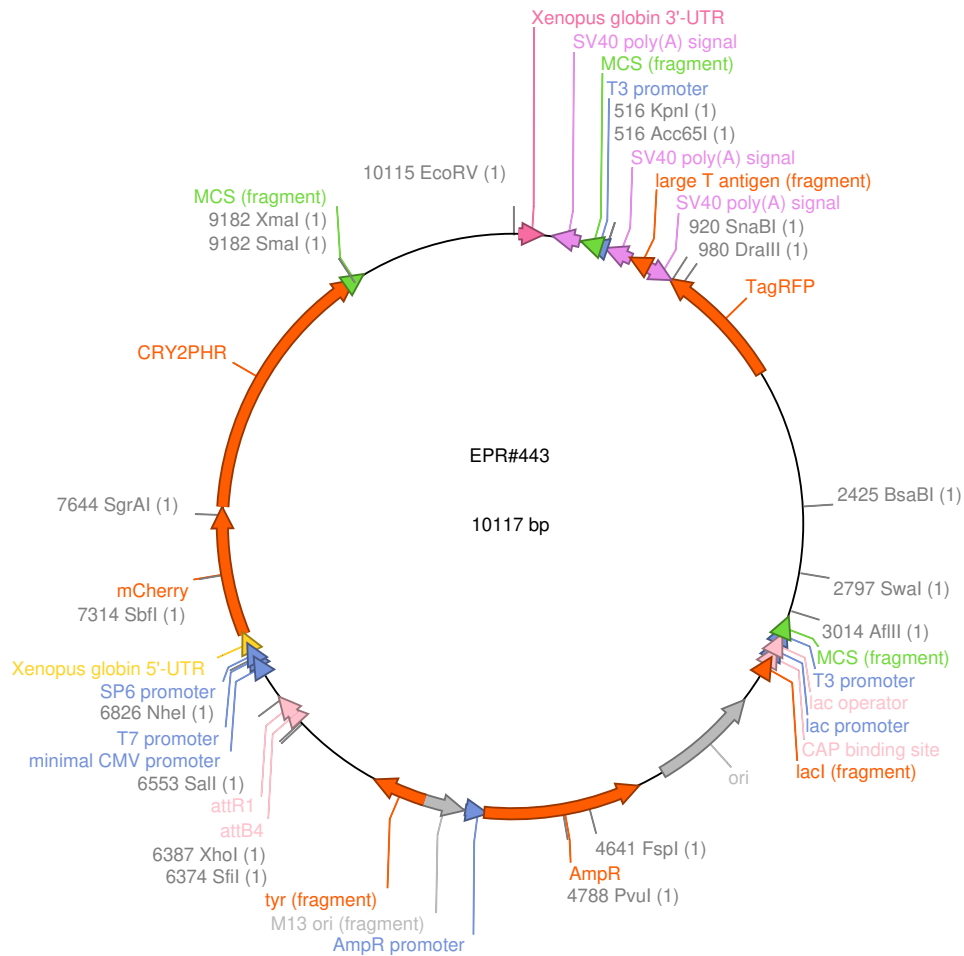 Xenopus globin 3'-UTR
SV40 poly(A) signal
MCS (fragment)
T3 promoter
516 KpnI (1)
516 Acc65I (1)
SV40 poly(A) signal
large T antigen (fragment)
SV40 poly(A) signal
920 SnaBI (1)
980 DraIII (1)
TagRFP
10115 EcoRV (1)
MCS (fragment)
9182 XmaI (1)
9182 SmaI (1)
CRY2PHR
EPR#443
10117 bp
2425 BsaBI (1)
7644 SgrAI (1)
2797 SwaI (1)
mCherry
7314 SbfI (1)
3014 AflII (1)
MCS (fragment)
T3 promoter
lac operator
lac promoter
CAP binding site
lacI (fragment)
Xenopus globin 5'-UTR
SP6 promoter
6826 NheI (1)
T7 promoter
minimal CMV promoter
6553 SalI (1)
attR1
attB4
6387 XhoI (1)
6374 SfiI (1)
ori
4641 FspI (1)
AmpR
4788 PvuI (1)
tyr (fragment)
M13 ori (fragment)
AmpR promoter